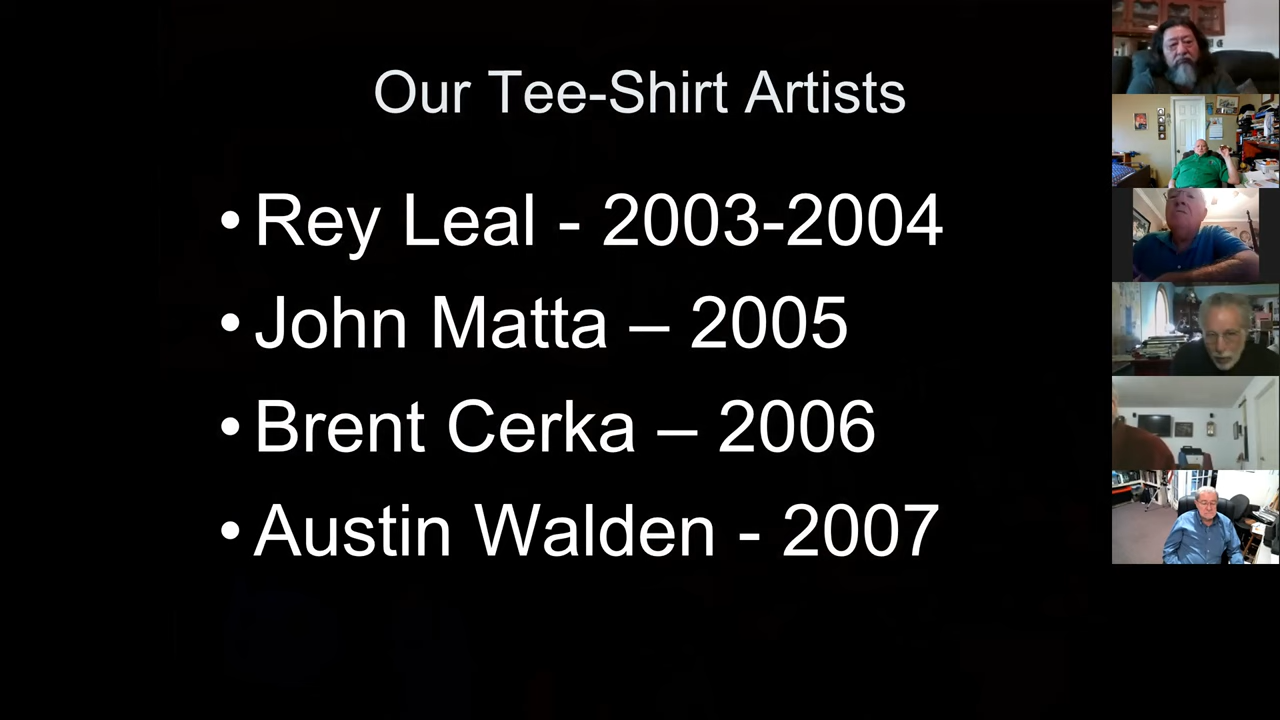 Our Tee-Shirt Artists
• Rey Leal - 2003-2004
• John Matta – 2005
• Brent Cerka – 2006
• Austin Walden - 2007